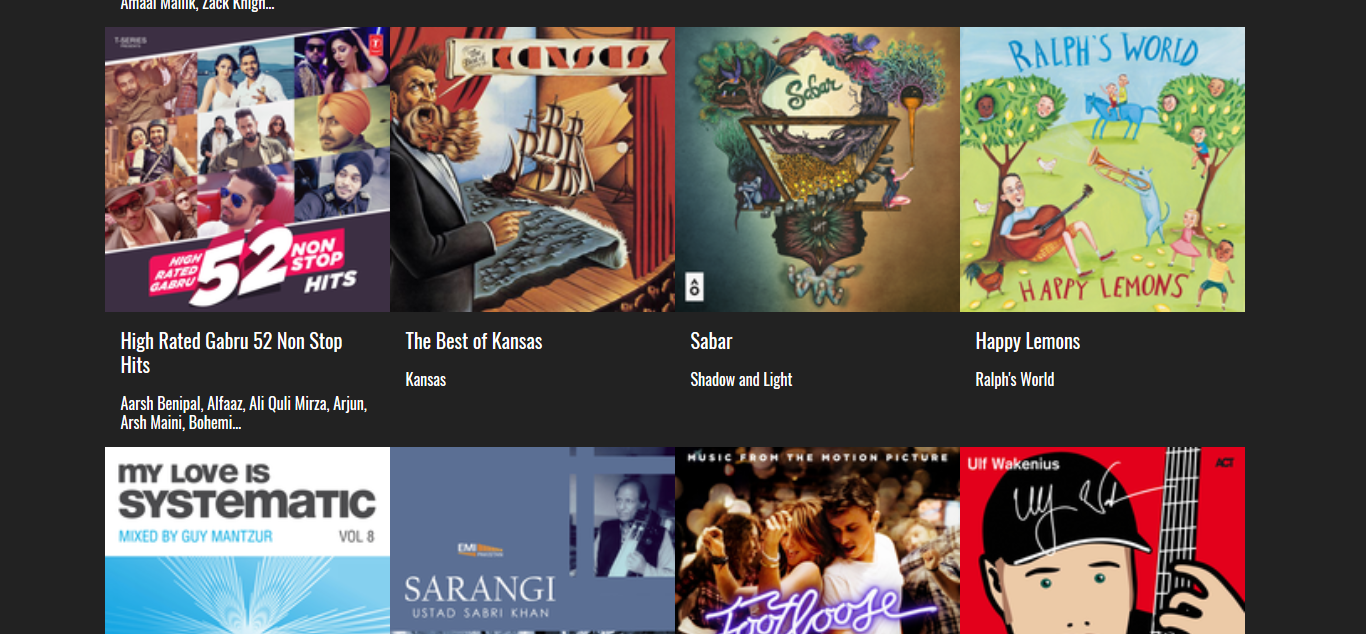 Amaal Mallik, Zack Knigh...
T-SERIES
PRESENTS
T
HIGH
RATED
GABRU
52
NON
STOP
HITS
The Best of
KANSAS
Sabar
RALPH'S WORLD
HAPPY LEMONS
High Rated Gabru 52 Non Stop
Hits
Aarsh Benipal, Alfaaz, Ali Quli Mirza, Arjun,
Arsh Maini, Bohemi...
The Best of Kansas
Kansas
Sabar
Shadow and Light
Happy Lemons
Ralph's World
MY LOVE IS
SYSTEMATIC
MIXED BY GUY MANTZUR VOL 8
EMI
PAKISTAN
SARANGI
USTAD SABRI KHAN
MUSIC FROM THE MOTION PICTURE
Footloose
Ulf Wakenius
ACT